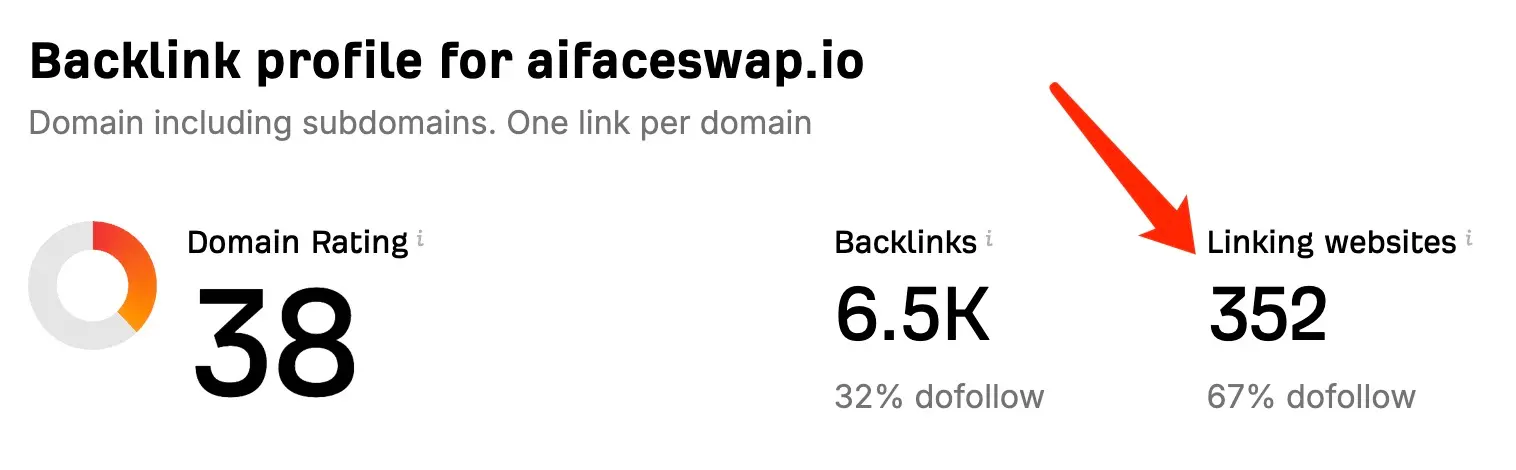 Backlink profile for aifaceswap.io
Domain including subdomains. One link per domain
Domain Rating i
38
Backlinks i
6.5K
32% dofollow
Linking websites i
352
67% dofollow